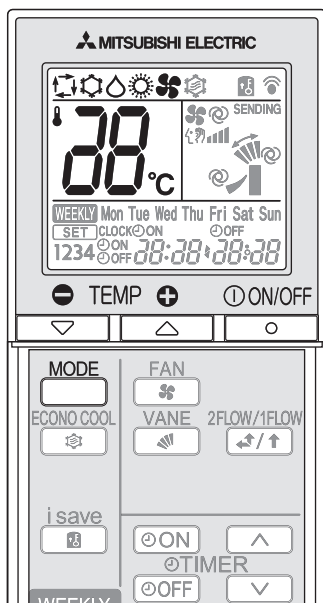 MITSUBISHI ELECTRIC
SENDING
88°C
WEEKLY Mon Tue Wed Thu Fri Sat Sun
SET CLOCK ON OFF
1234 ON OFF 88:88 88:88
TEMP ON/OFF
MODE FAN
ECONO COOL VANE 2FLOW/1FLOW
i save
ON
TIMER
OFF
WEEKLY